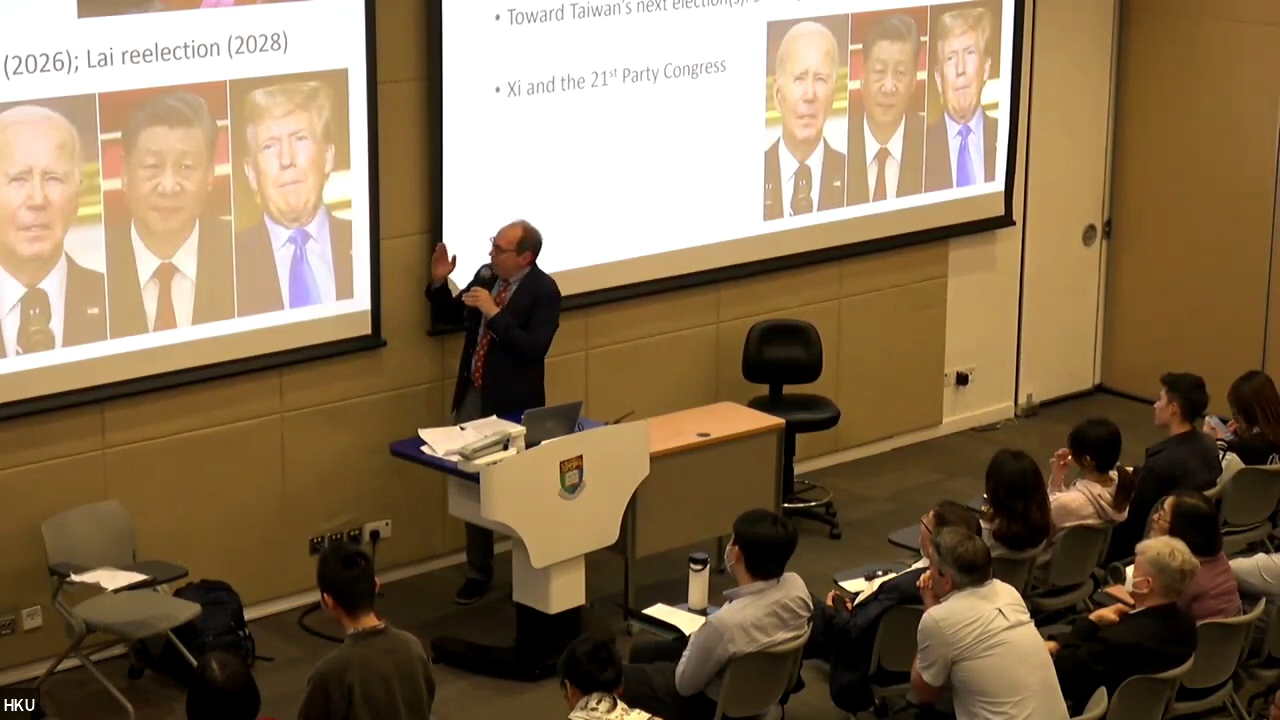 (2026); Lai reelection (2028)
• Toward Taiwan's next election(s):
• Xi and the 21st Party Congress
HKU